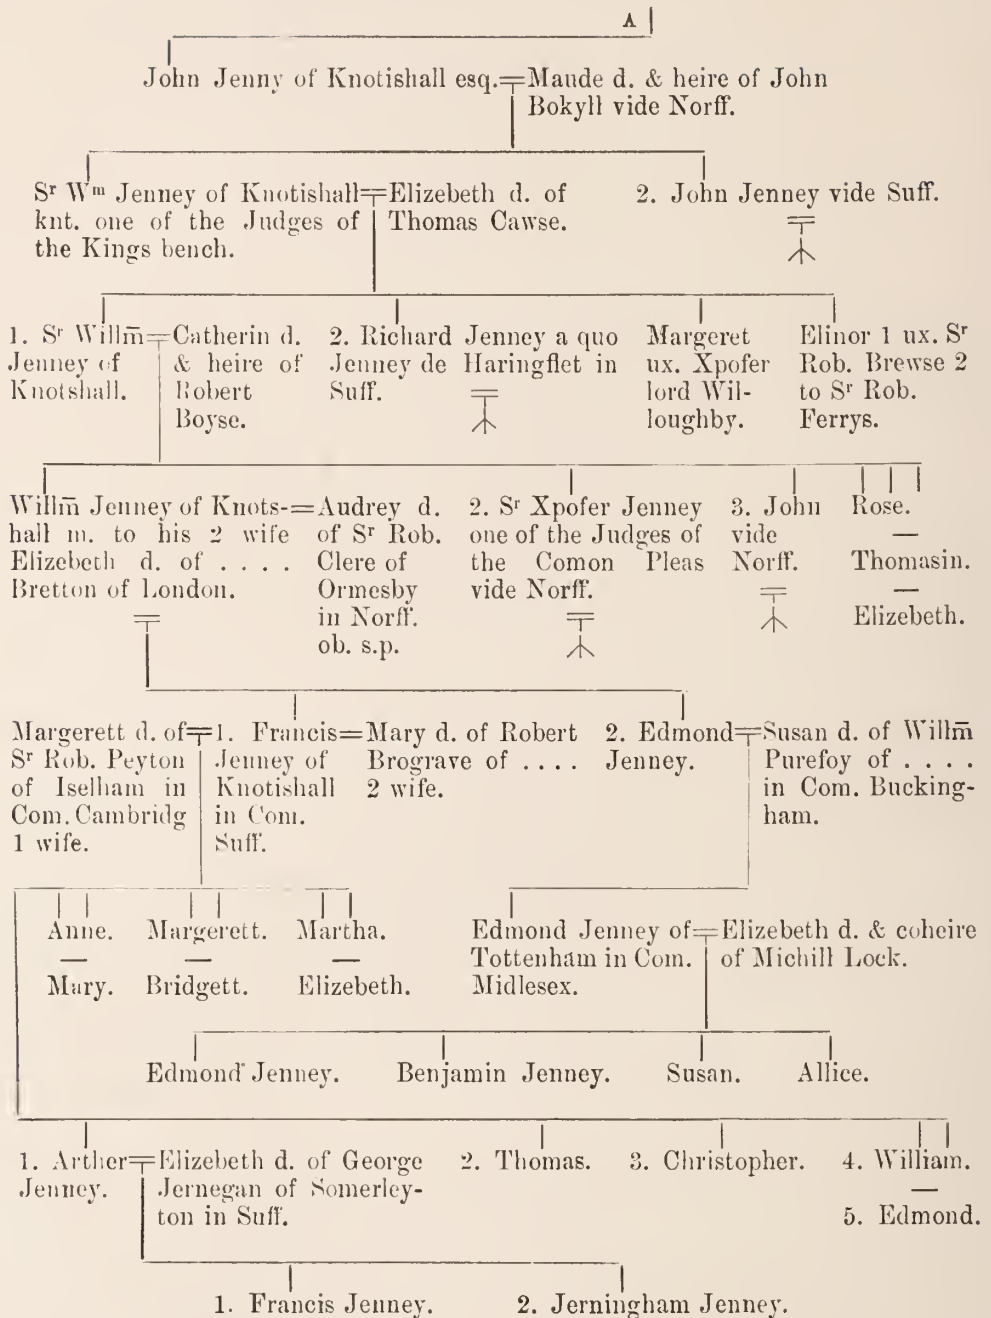 A
John Jenny of Knotishall esq.=Maude d. & heire of John
Bokyll vide Norff.
Sr Wm Jenney of Knotishall=Elizebeth d. of
knt. one of the Judges of Thomas Cawse.
the Kings bench.
2. John Jenney vide Suff.
1. Sr Willm̄=Catherin d.
Jenney of & heire of
Knotshall. Robert
Boyse.
2. Richard Jenney a quo
Jenney de Haringflet in
Suff.
Margeret
ux. Xpofer
lord Wil-
loughby.
Elinor 1 ux. Sr
Rob. Brewse 2
to Sr Rob.
Ferrys.
Willm̄ Jenney of Knots-=Audrey d.
hall m. to his 2 wife of Sr Rob.
Elizebeth d. of . . . . Clere of
Bretton of London. Ormesby
in Norff.
ob. s.p.
2. Sr Xpofer Jenney
one of the Judges of
the Comon Pleas
vide Norff.
3. John
vide
Norff.
Rose.
—
Thomasin.
—
Elizebeth.
Margerett d. of=1. Francis=Mary d. of Robert
Sr Rob. Peyton Jenney of Brograve of . . . .
of Iselham in Knotishall 2 wife.
Com. Cambridg in Com.
1 wife. Suff.
2. Edmond=Susan d. of Willm̄
Jenney. Purefoy of . . . .
in Com. Bucking-
ham.
Anne.
—
Mary.
Margerett.
—
Bridgett.
Martha.
—
Elizebeth.
Edmond Jenney of=Elizebeth d. & coheire
Tottenham in Com. of Michill Lock.
Midlesex.
Edmond Jenney. Benjamin Jenney. Susan. Allice.
1. Arther=Elizebeth d. of George
Jenney. Jernegan of Somerley-
ton in Suff.
2. Thomas. 3. Christopher. 4. William.
—
5. Edmond.
1. Francis Jenney. 2. Jerningham Jenney.